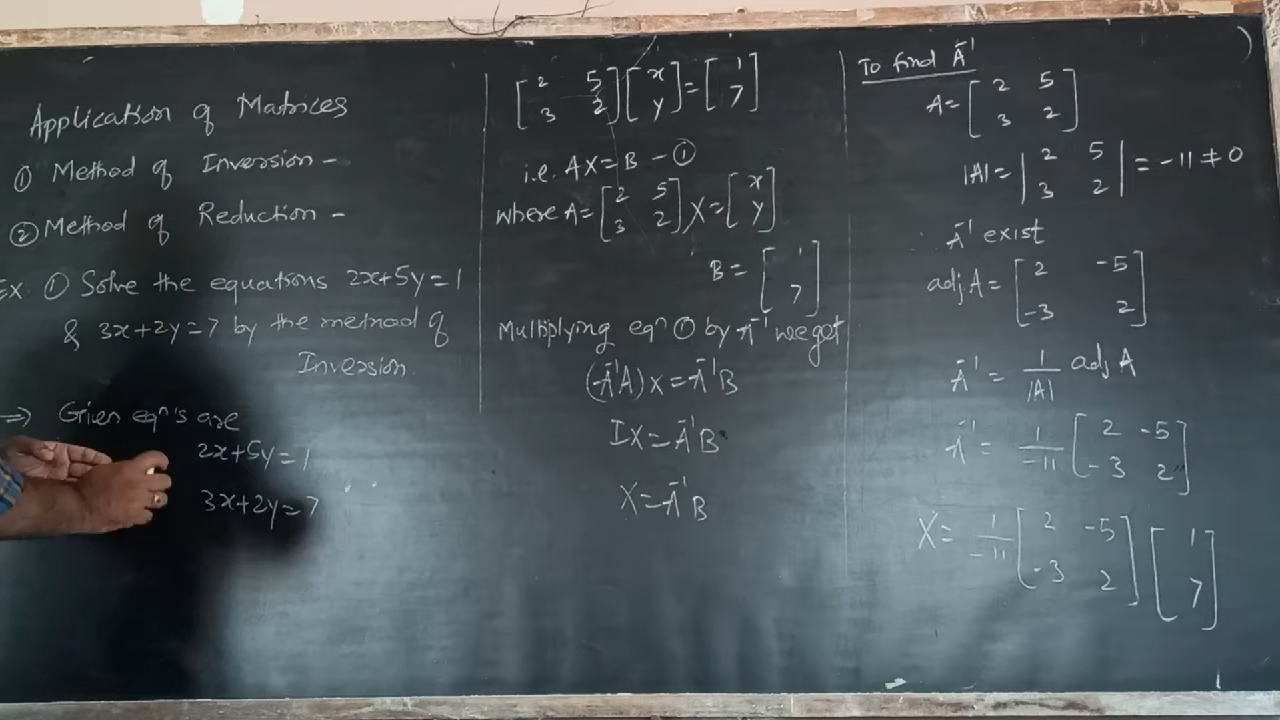 Application of Matrices
① Method of Inversion -
② Method of Reduction -
Ex. ① Solve the equations 2x+5y=1
& 3x+2y=7 by the method of
Inversion.
⇒ Given eqⁿ's are
2x+5y=1
3x+2y=7
[2 5; 3 2] [x; y] = [1; 7]
i.e. AX=B - ①
where A= [2 5; 3 2] X= [x; y]
B= [1; 7]
Multiplying eqⁿ ① by A⁻¹ we get
(A⁻¹A)X=A⁻¹B
IX=A⁻¹B
X=A⁻¹B
To find A⁻¹
A= [2 5; 3 2]
|A|= |2 5; 3 2| = -11 ≠ 0
A⁻¹ exist
adj A= [2 -5; -3 2]
A⁻¹ = 1/|A| adj A
A⁻¹ = 1/-11 [2 -5; -3 2]
X= 1/-11 [2 -5; -3 2] [1; 7]